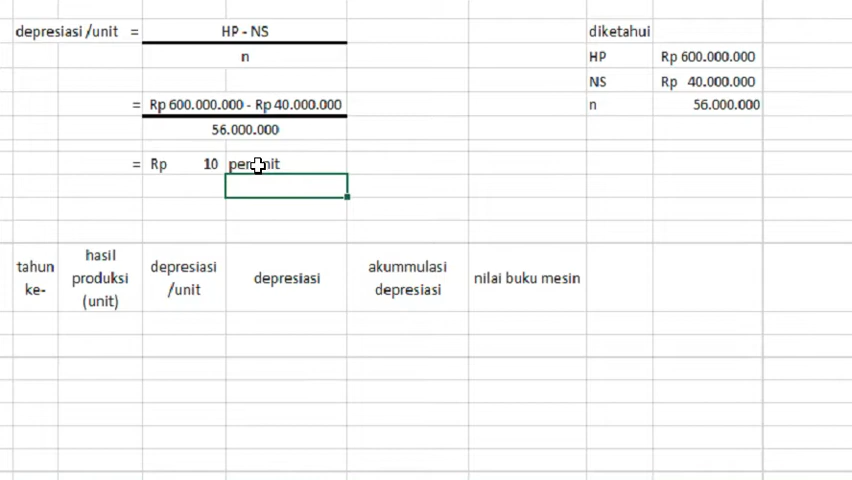 depresiasi /unit = HP - NS
n
= Rp 600.000.000 - Rp 40.000.000
56.000.000
= Rp 10 per unit
diketahui
HP Rp 600.000.000
NS Rp 40.000.000
n 56.000.000
tahun ke-
hasil produksi (unit)
depresiasi /unit
depresiasi
akummulasi depresiasi
nilai buku mesin